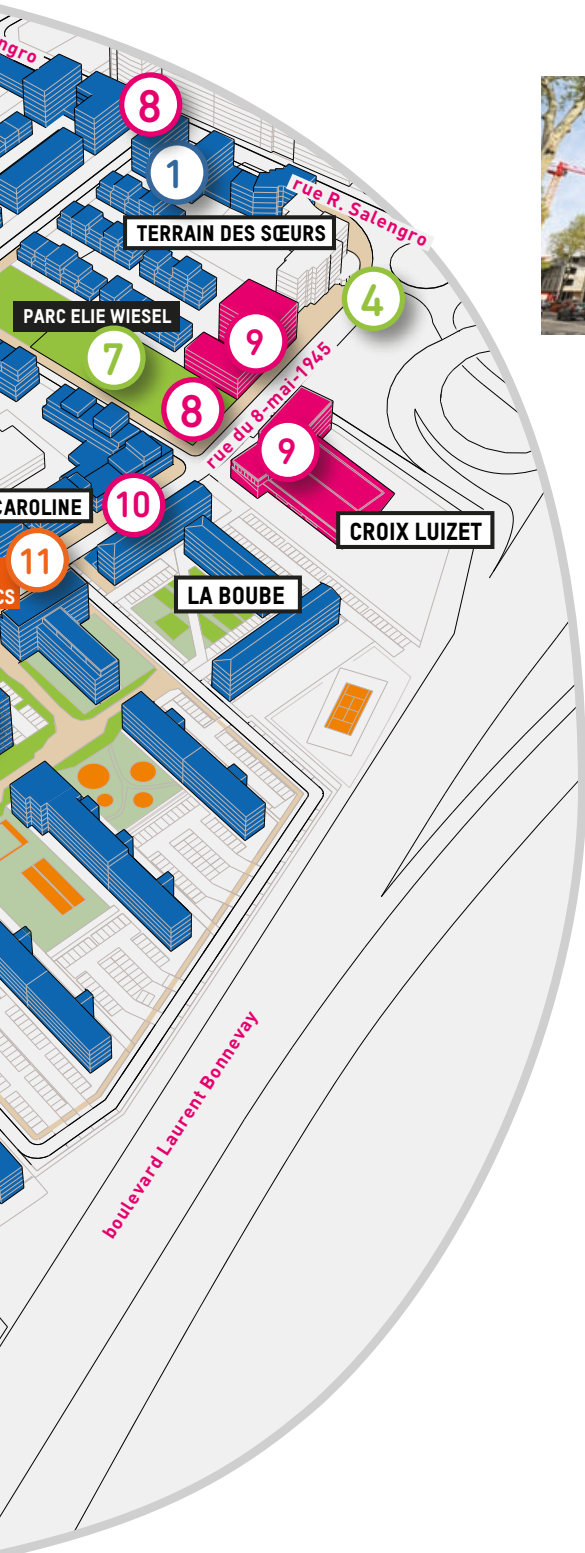 8
1
rue R. Salengro
TERRAIN DES SŒURS
4
PARC ELIE WIESEL
9
7
8
rue du 8-mai-1945
9
10
CROIX LUIZET
11
LA BOUBE
boulevard Laurent Bonnevay